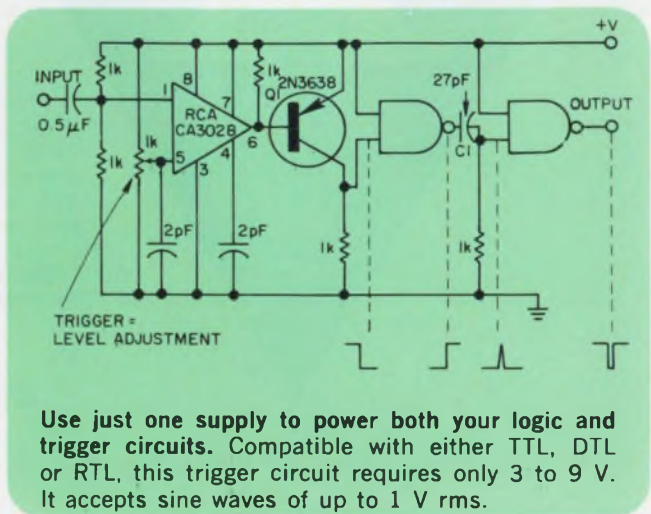 +V
INPUT
0.5µF
1k
1k
1k
8
1
RCA
CA3028
7
5
4
3
6
1k
2N3638
Q1
27pF
C1
OUTPUT
2pF
2pF
1k
1k
TRIGGER =
LEVEL ADJUSTMENT
Use just one supply to power both your logic and
trigger circuits. Compatible with either TTL, DTL
or RTL, this trigger circuit requires only 3 to 9 V.
It accepts sine waves of up to 1 V rms.